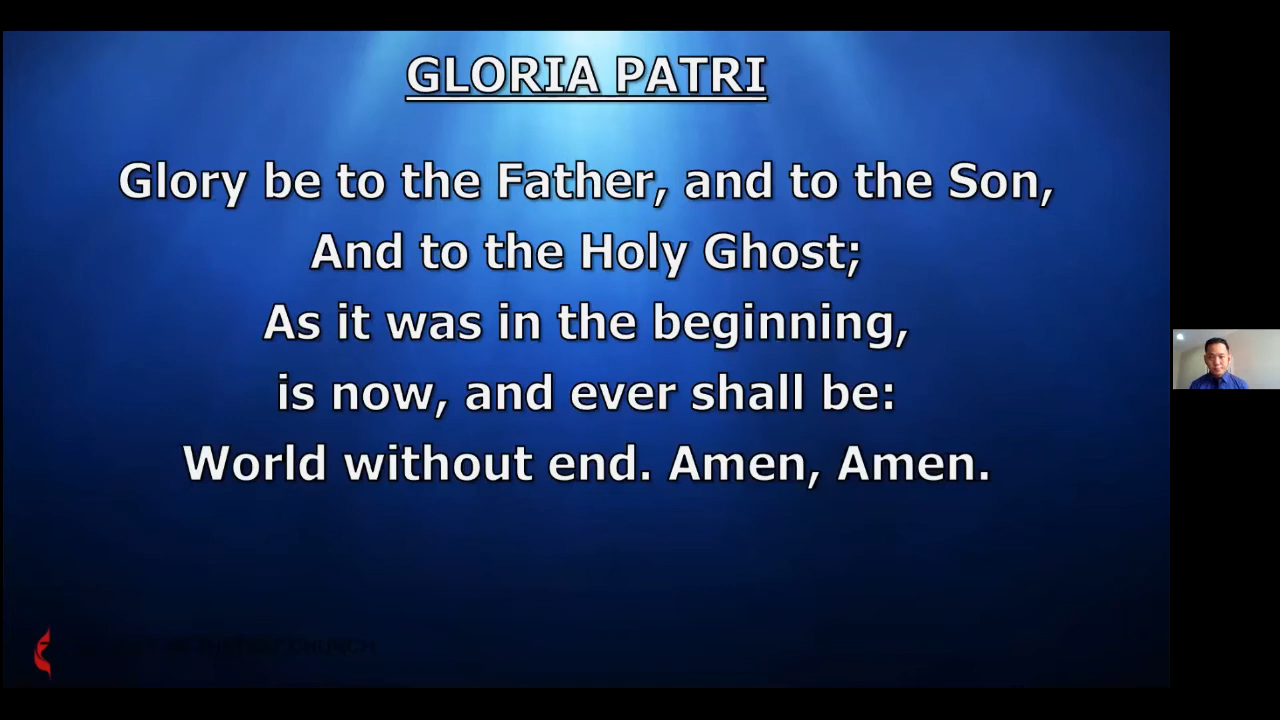 GLORIA PATRI
Glory be to the Father, and to the Son,
And to the Holy Ghost;
As it was in the beginning,
is now, and ever shall be:
World without end. Amen, Amen.